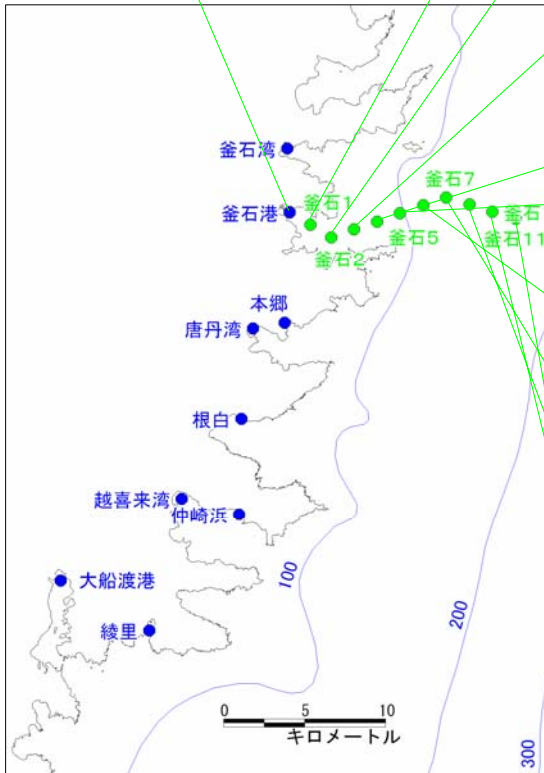 釜石湾
釜石1
釜石7
釜石港
釜石
釜石2
釜石5
釜石11
本郷
唐丹湾
根白
越喜来湾
仲崎浜
100
大船渡港
200
綾里
0 5 10
キロメートル
300